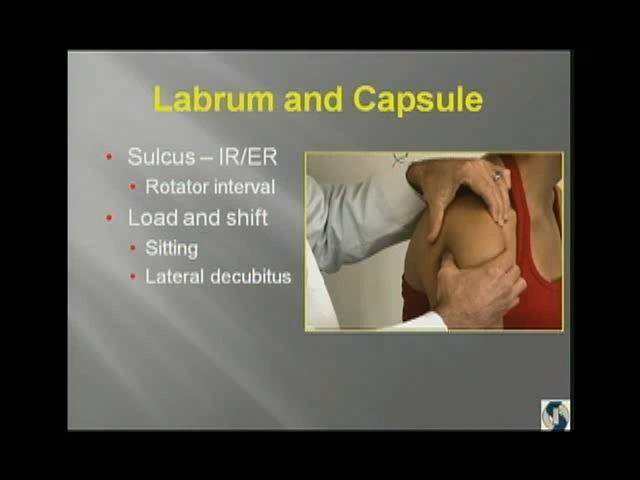 Labrum and Capsule
• Sulcus – IR/ER
• Rotator interval
• Load and shift
• Sitting
• Lateral decubitus